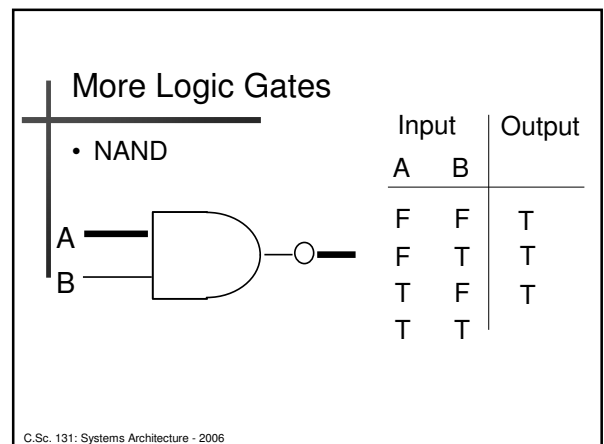 More Logic Gates
• NAND
A
B
Input Output
A B
F F T
F T T
T F T
T T
C.Sc. 131: Systems Architecture - 2006